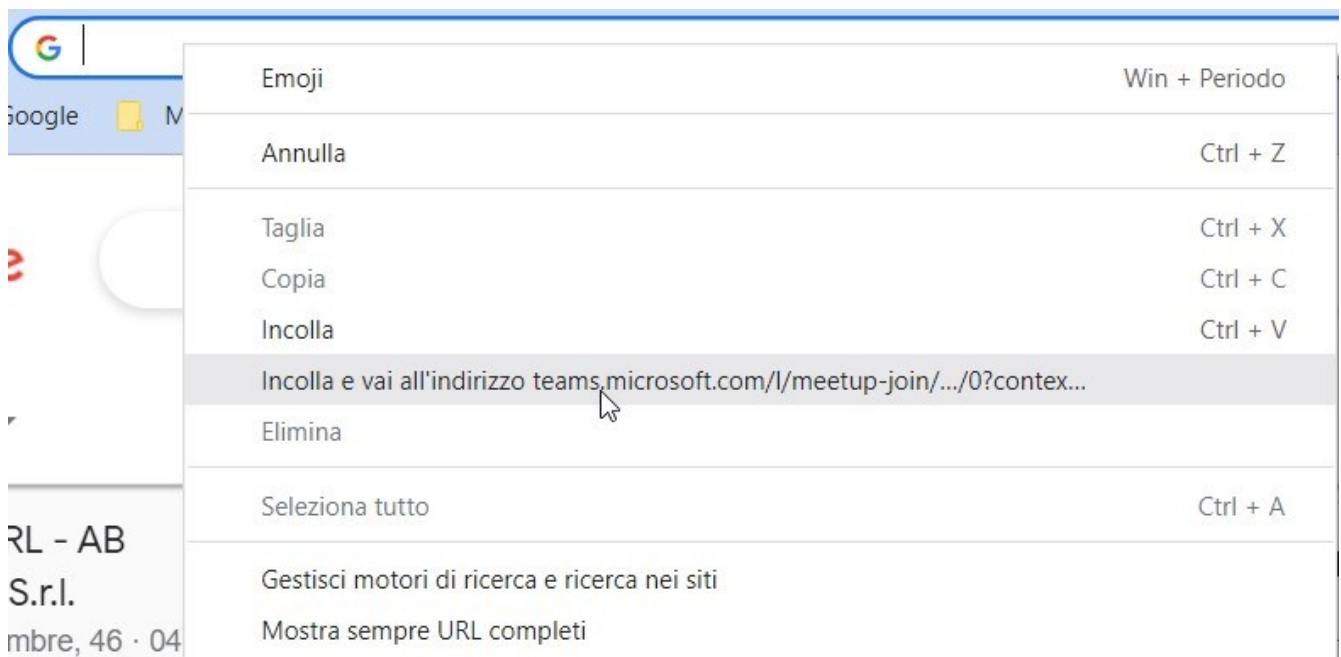 G
Google M
Emoji Win + Periodo
Annulla Ctrl + Z
Taglia Ctrl + X
e
Copia Ctrl + C
Incolla Ctrl + V
Incolla e vai all'indirizzo teams.microsoft.com/l/meetup-join/.../0?contex...
Elimina
Seleziona tutto Ctrl + A
RL - AB
Gestisci motori di ricerca e ricerca nei siti
S.r.l.
Mostra sempre URL completi
mbre, 46 · 04